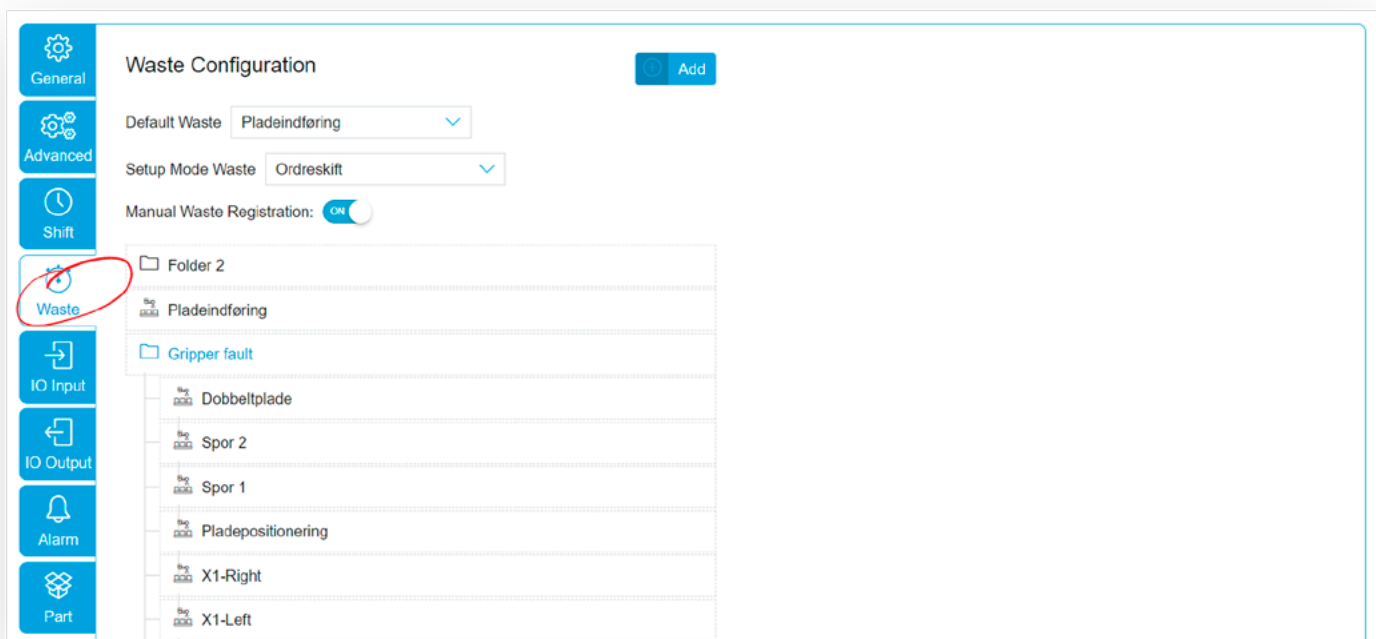 General
Advanced
Shift
Waste
IO Input
IO Output
Alarm
Part
Waste Configuration
Add
Default Waste Pladeindføring
Setup Mode Waste Ordreskift
Manual Waste Registration: ON
Folder 2
Pladeindføring
Gripper fault
Dobbeltplade
Spor 2
Spor 1
Pladepositionering
X1-Right
X1-Left